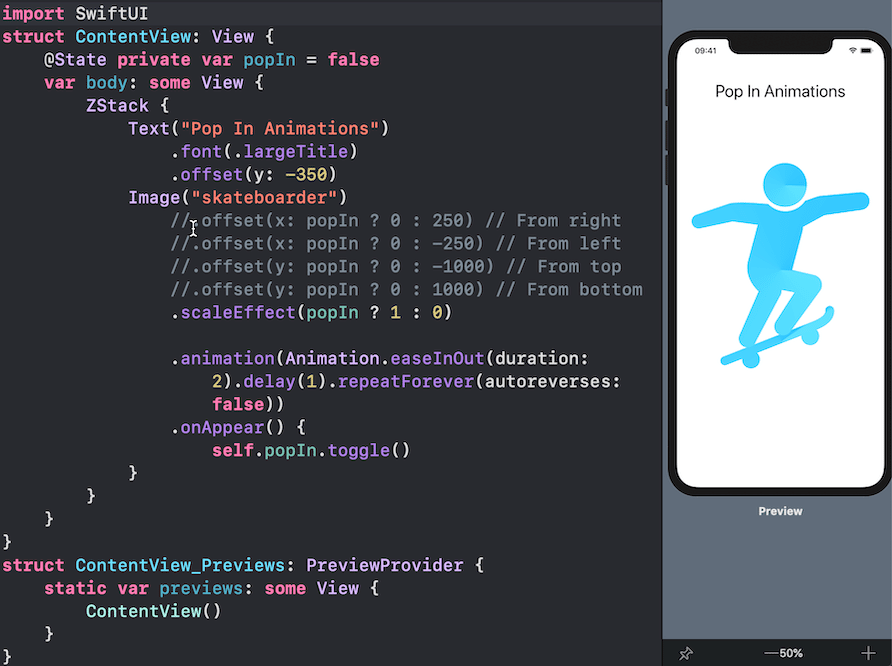 import SwiftUI
struct ContentView: View {
@State private var popIn = false
var body: some View {
ZStack {
Text("Pop In Animations")
.font(.largeTitle)
.offset(y: -350)
Image("skateboarder")
//.offset(x: popIn ? 0 : 250) // From right
//.offset(x: popIn ? 0 : -250) // From left
//.offset(y: popIn ? 0 : -1000) // From top
//.offset(y: popIn ? 0 : 1000) // From bottom
.scaleEffect(popIn ? 1 : 0)
.animation(Animation.easeInOut(duration:
2).delay(1).repeatForever(autoreverses:
false))
.onAppear() {
self.popIn.toggle()
}
}
}
}
struct ContentView_Previews: PreviewProvider {
static var previews: some View {
ContentView()
}
}
09:41
Pop In Animations
Preview
50%